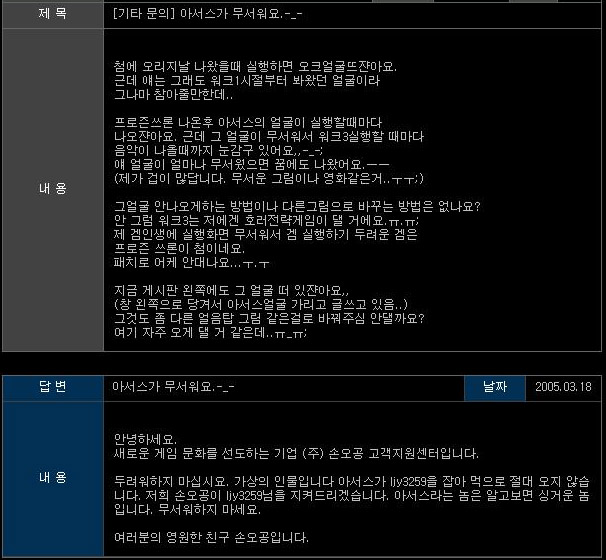 제 목 [기타 문의] 아서스가 무서워요.-_-
첨에 오리지날 나왔을때 실행하면 오크얼굴뜨쟌아요.
근데 얘는 그래도 워크1시절부터 봐왔던 얼굴이라
그나마 참아줄만한데..
프로즌쓰론 나온후 아서스의 얼굴이 실행할때마다
나오쟌아요. 근데 그 얼굴이 무서워서 워크3실행할 때마다
음악이 나올때까지 눈감구 있어요,,-_-;
얘 얼굴이 얼마나 무서웠으면 꿈에도 나왔어요.ㅡㅡ
(제가 겁이 많답니다. 무서운 그림이나 영화같은거..ㅜㅜ;)
내 용
그얼굴 안나오게하는 방법이나 다른그림으로 바꾸는 방법은 없나요?
안 그럼 워크3는 저에겐 호러전략게임이 댈 거에요.ㅠ.ㅠ;
제 겜인생에 실행화면 무서워서 겜 실행하기 두려운 겜은
프로즌 쓰론이 첨이네요.
패치로 어케 안대나요...ㅜ.ㅜ
지금 게시판 왼쪽에도 그 얼굴 떠 있쟌아요,,
(창 왼쪽으로 당겨서 아서스얼굴 가리고 글쓰고 있음..)
그것도 좀 다른 얼음탑 그림 같은걸로 바꿔주심 안댈까요?
여기 자주 오게 댈 거 같은데..ㅠ_ㅠ;
답 변 아서스가 무서워요.-_- 날짜 2005.03.18
안녕하세요.
새로운 게임 문화를 선도하는 기업 (주) 손오공 고객지원센터입니다.
내 용
두려워하지 마십시요. 가상의 인물입니다 아서스가 ljy3259을 잡아 먹으로 절대 오지 않습
니다. 저희 손오공이 ljy3259님을 지켜드리겠습니다. 아서스라는 놈은 알고보면 싱거운 놈
입니다. 무서워하지 마세요.
여러분의 영원한 친구 손오공입니다.